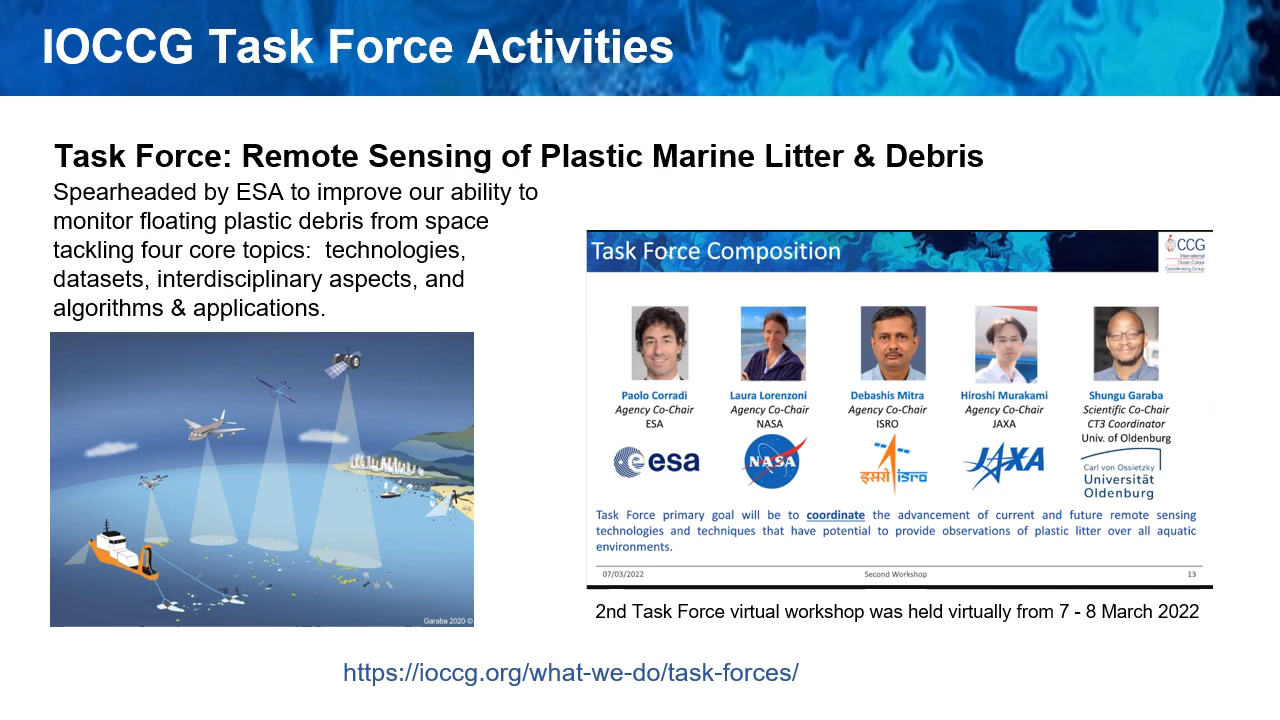 IOCCG Task Force Activities
Task Force: Remote Sensing of Plastic Marine Litter & Debris
Spearheaded by ESA to improve our ability to
monitor floating plastic debris from space
tackling four core topics:  technologies,
datasets, interdisciplinary aspects, and
algorithms & applications.
Garaba 2020 ©
Task Force Composition
CCG
International
Ocean Colour
Coordinating Group
Paolo Corradi
Agency Co-Chair
ESA
esa
Laura Lorenzoni
Agency Co-Chair
NASA
NASA
Debashis Mitra
Agency Co-Chair
ISRO
इसरो isro
Hiroshi Murakami
Agency Co-Chair
JAXA
JAXA
Shungu Garaba
Scientific Co-Chair
CT3 Coordinator
Univ. of Oldenburg
Carl von Ossietzky
Universität
Oldenburg
Task Force primary goal will be to coordinate the advancement of current and future remote sensing
technologies and techniques that have potential to provide observations of plastic litter over all aquatic
environments.
07/03/2022
Second Workshop
13
2nd Task Force virtual workshop was held virtually from 7 - 8 March 2022
https://ioccg.org/what-we-do/task-forces/